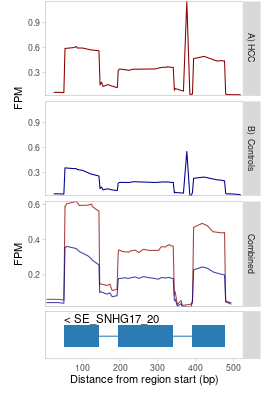 0.9
0.6
0.3
FPM
A) HCC
0.9
0.6
0.3
B) Controls
0.6
0.4
0.2
FPM
Combined
< SE_SNHG17_20
100 200 300 400 500
Distance from region start (bp)